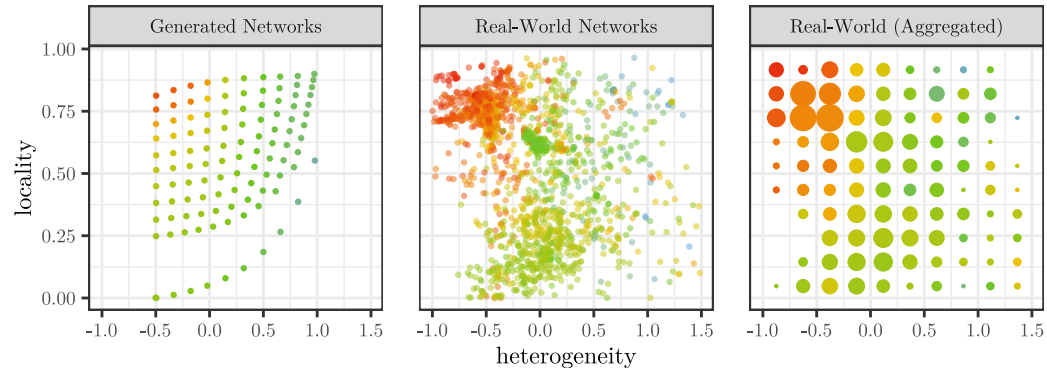 Generated Networks
Real-World Networks
Real-World (Aggregated)
locality
1.00
0.75
0.50
0.25
0.00
-1.0 -0.5 0.0 0.5 1.0 1.5
-1.0 -0.5 0.0 0.5 1.0 1.5
-1.0 -0.5 0.0 0.5 1.0 1.5
heterogeneity